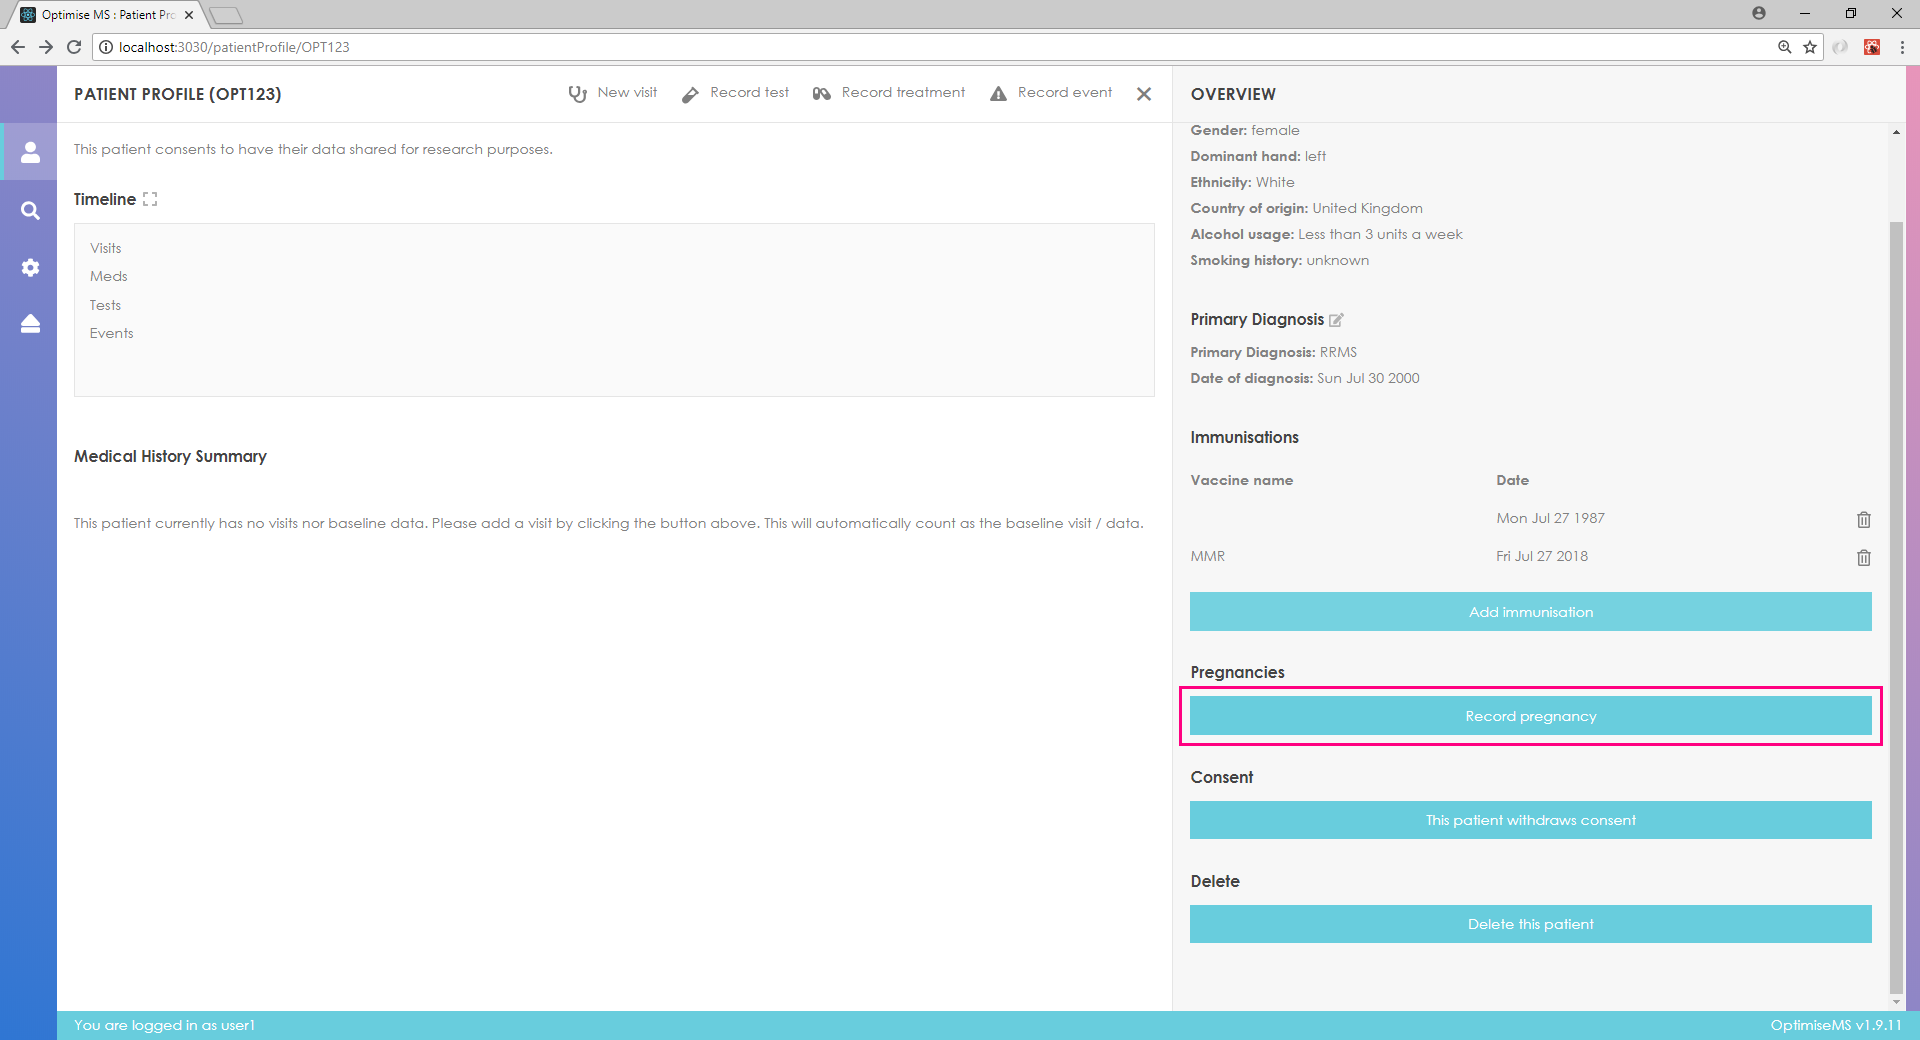 Optimise MS : Patient Pro
localhost:3030/patientProfile/OPT123
PATIENT PROFILE (OPT123)
New visit
Record test
Record treatment
Record event
This patient consents to have their data shared for research purposes.
Timeline
Visits
Meds
Tests
Events
Medical History Summary
This patient currently has no visits nor baseline data. Please add a visit by clicking the button above. This will automatically count as the baseline visit / data.
OVERVIEW
Gender: female
Dominant hand: left
Ethnicity: White
Country of origin: United Kingdom
Alcohol usage: Less than 3 units a week
Smoking history: unknown
Primary Diagnosis
Primary Diagnosis: RRMS
Date of diagnosis: Sun Jul 30 2000
Immunisations
Vaccine name Date
Mon Jul 27 1987
MMR Fri Jul 27 2018
Add immunisation
Pregnancies
Record pregnancy
Consent
This patient withdraws consent
Delete
Delete this patient
You are logged in as user1
OptimiseMS v1.9.11